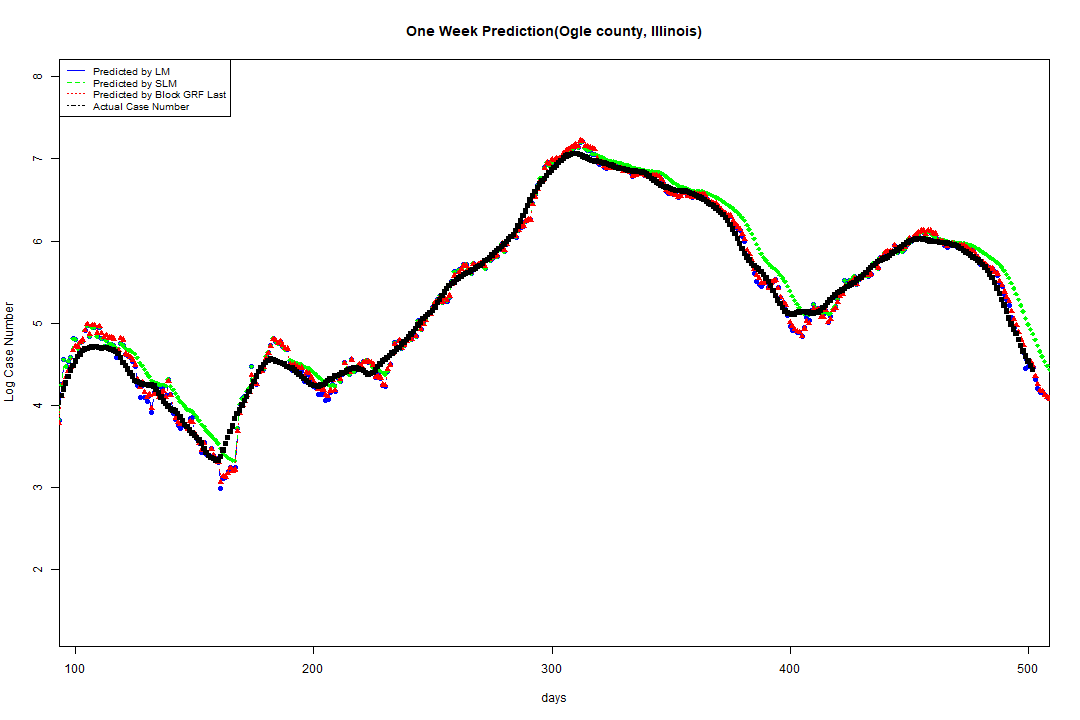 One Week Prediction(Ogle county, Illinois)
Predicted by LM
Predicted by SLM
Predicted by Block GRF Last
Actual Case Number
8
7
6
5
4
3
2
Log Case Number
100 200 300 400 500
days